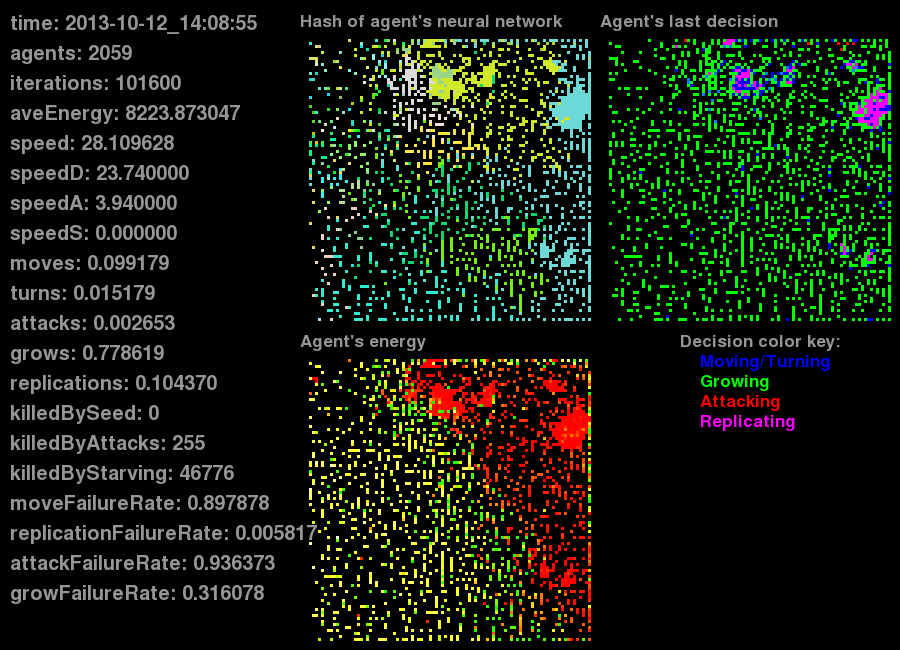 time: 2013-10-12_14:08:55
agents: 2059
iterations: 101600
aveEnergy: 8223.873047
speed: 28.109628
speedD: 23.740000
speedA: 3.940000
speedS: 0.000000
moves: 0.099179
turns: 0.015179
attacks: 0.002653
grows: 0.778619
replications: 0.104370
killedBySeed: 0
killedByAttacks: 255
killedByStarving: 46776
moveFailureRate: 0.897878
replicationFailureRate: 0.005817
attackFailureRate: 0.936373
growFailureRate: 0.316078
Hash of agent's neural network
Agent's last decision
Agent's energy
Decision color key:
Moving/Turning
Growing
Attacking
Replicating